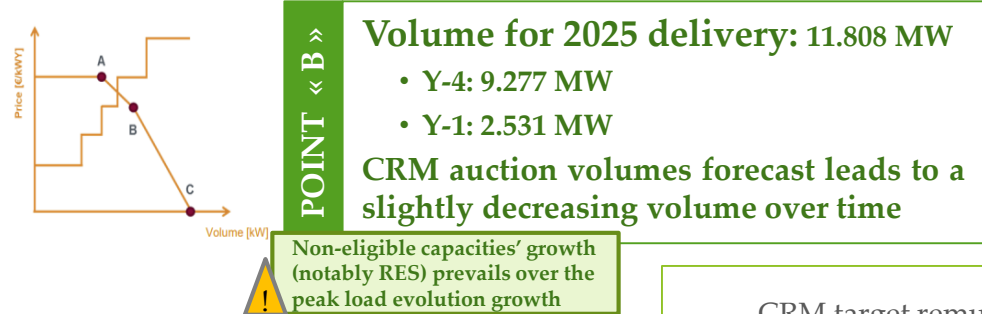 Price [€/kWY]
A
B
C
Volume [kW]
POINT « B »
Volume for 2025 delivery: 11.808 MW
• Y-4: 9.277 MW
• Y-1: 2.531 MW
CRM auction volumes forecast leads to a
slightly decreasing volume over time
!
Non-eligible capacities’ growth
(notably RES) prevails over the
peak load evolution growth
CRM target remu